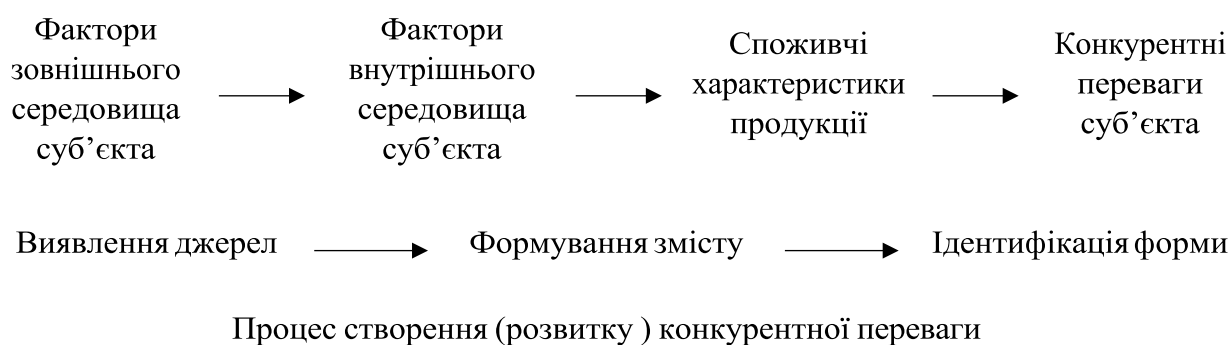 Фактори
зовнішнього
середовища
суб’єкта
Фактори
внутрішнього
середовища
суб’єкта
Споживчі
характеристики
продукції
Конкурентні
переваги
суб’єкта
Виявлення джерел
Формування змісту
Ідентифікація форми
Процес створення (розвитку ) конкурентної переваги